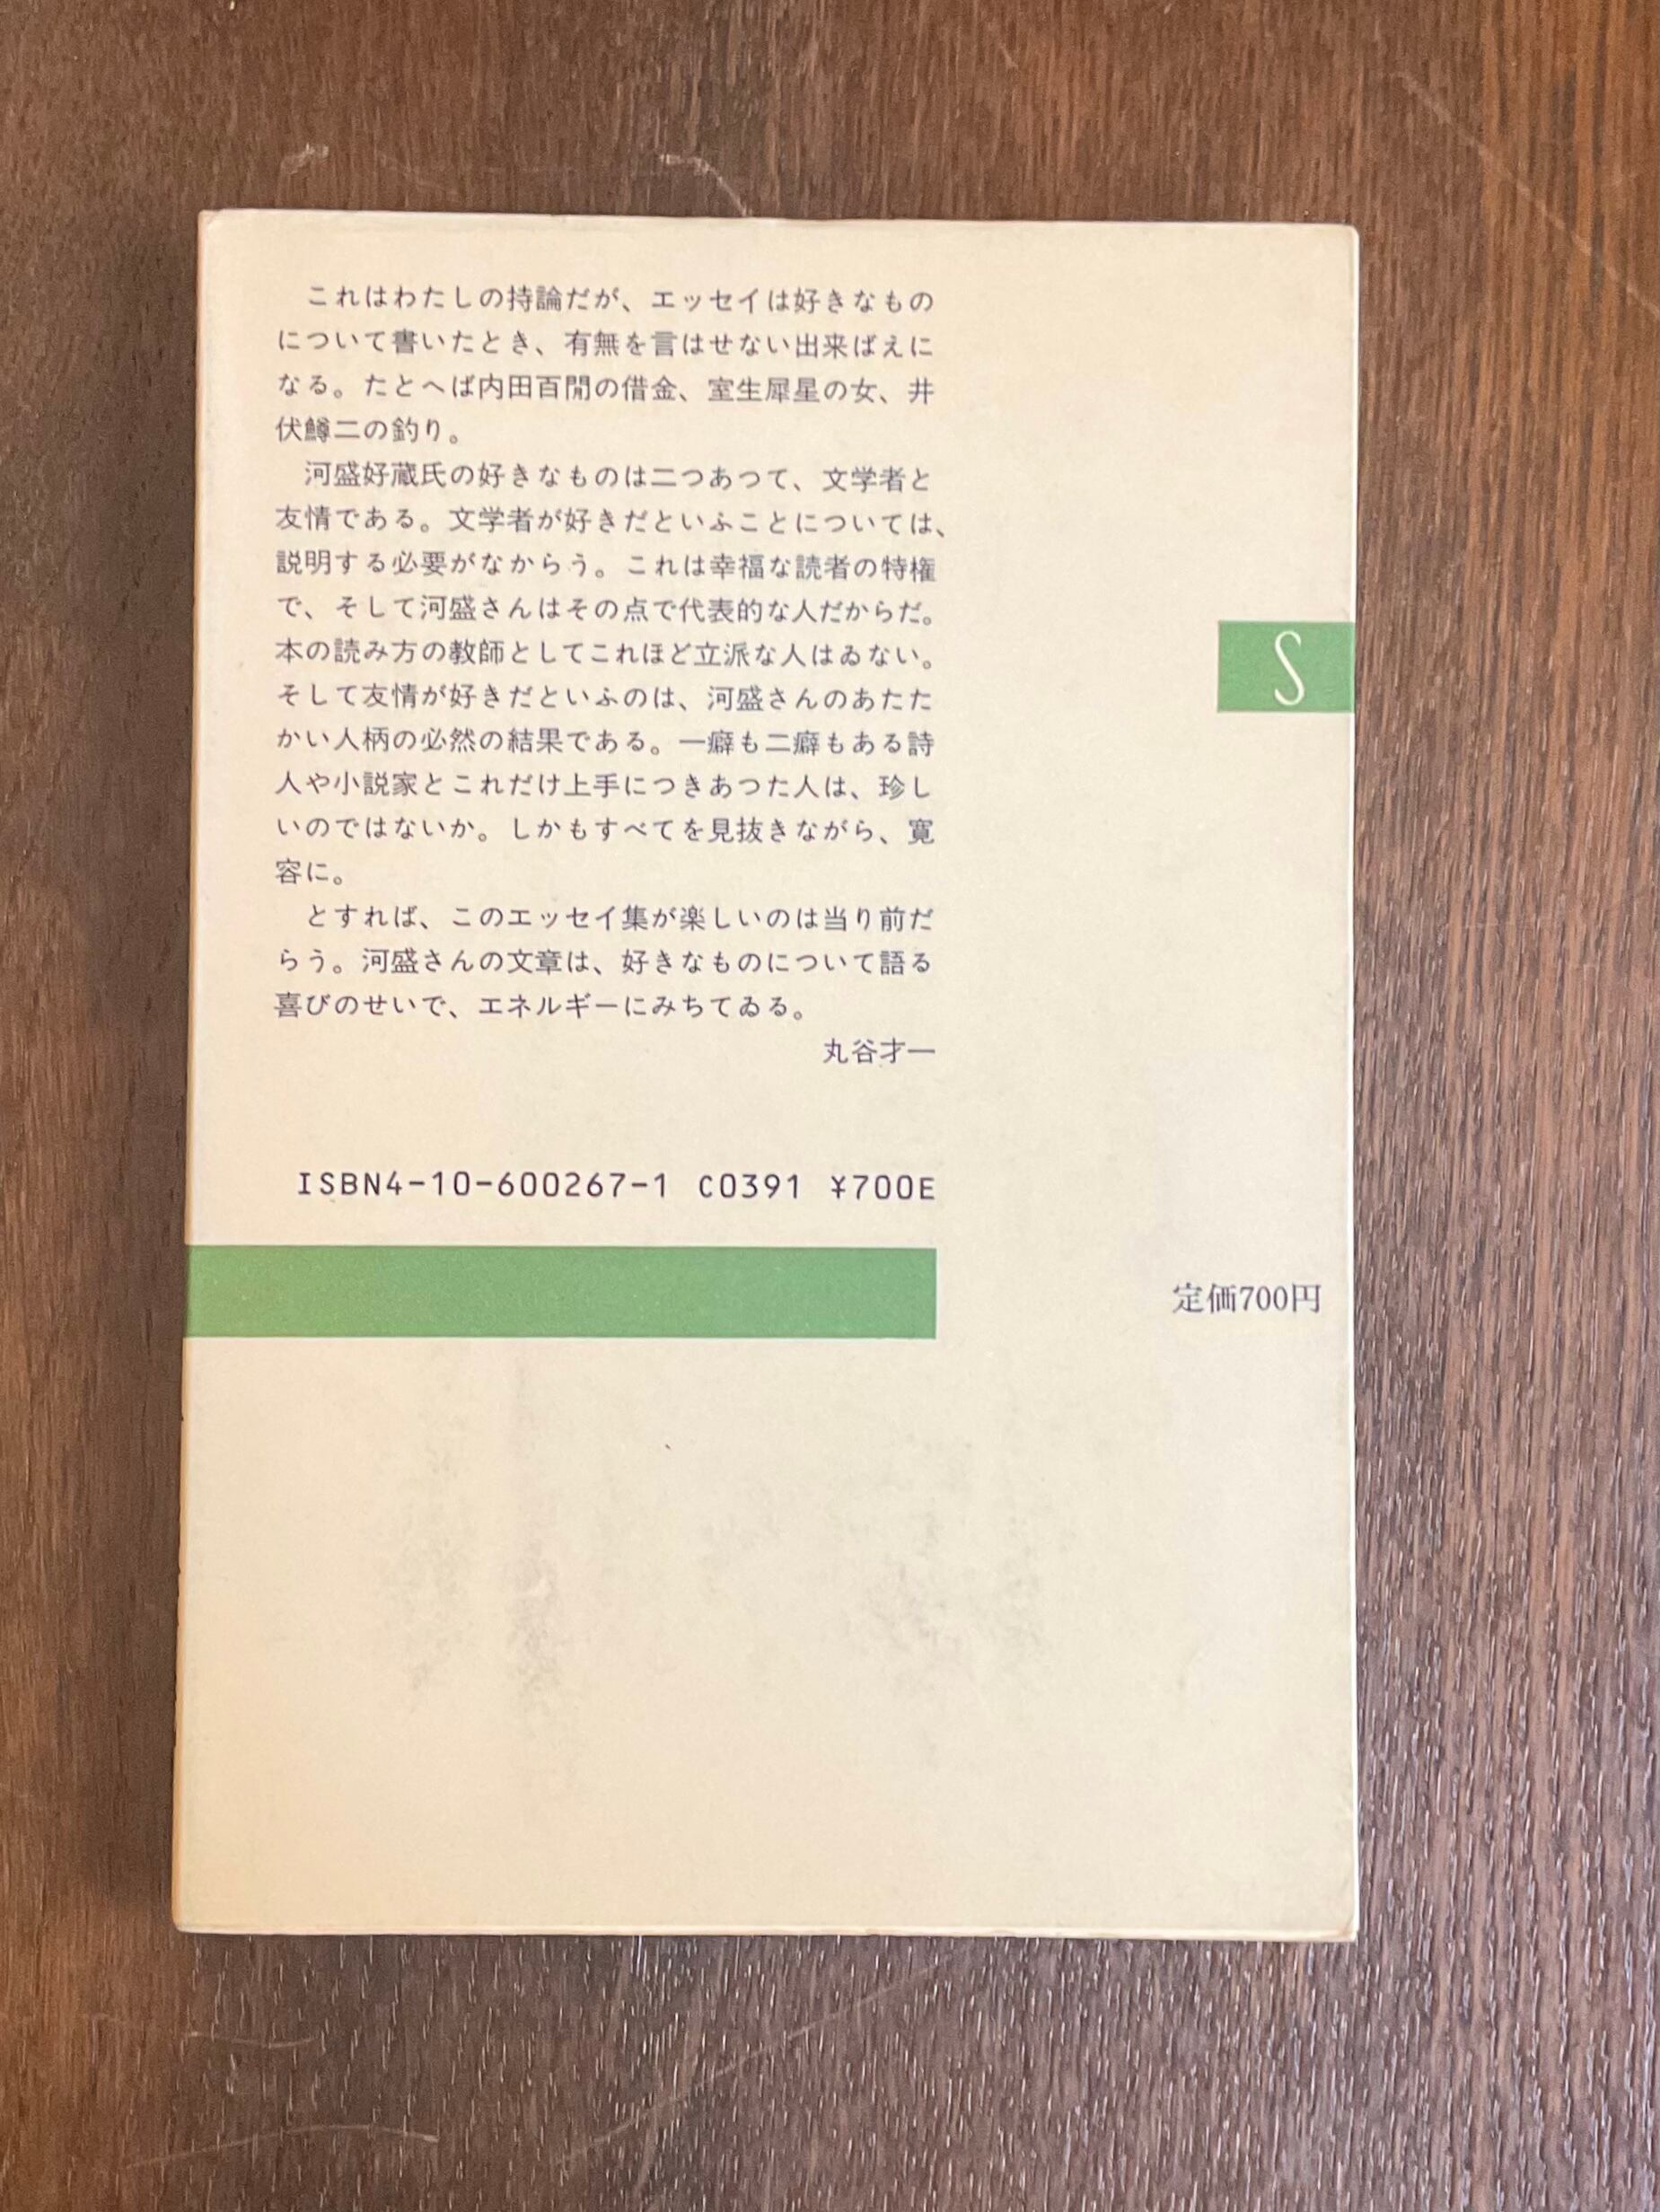 これはわたしの持論だが、エッセイは好きなもの
について書いたとき、有無を言はせない出来ばえに
なる。たとへば内田百閒の借金、室生犀星の女、井
伏鱒二の釣り。
河盛好蔵氏の好きなものは二つあつて、文学者と
友情である。文学者が好きだといふことについては、
説明する必要がなからう。これは幸福な読者の特権
で、そして河盛さんはその点で代表的な人だからだ。
本の読み方の教師としてこれほど立派な人はゐない。
そして友情が好きだといふのは、河盛さんのあたた
かい人柄の必然の結果である。一癖も二癖もある詩
人や小説家とこれだけ上手につきあつた人は、珍し
いのではないか。しかもすべてを見抜きながら、寛
容に。
とすれば、このエッセイ集が楽しいのは当り前だ
らう。河盛さんの文章は、好きなものについて語る
喜びのせいで、エネルギーにみちてゐる。
丸谷才一
S
ISBN4-10-600267-1 C0391 ¥700E
定価700円